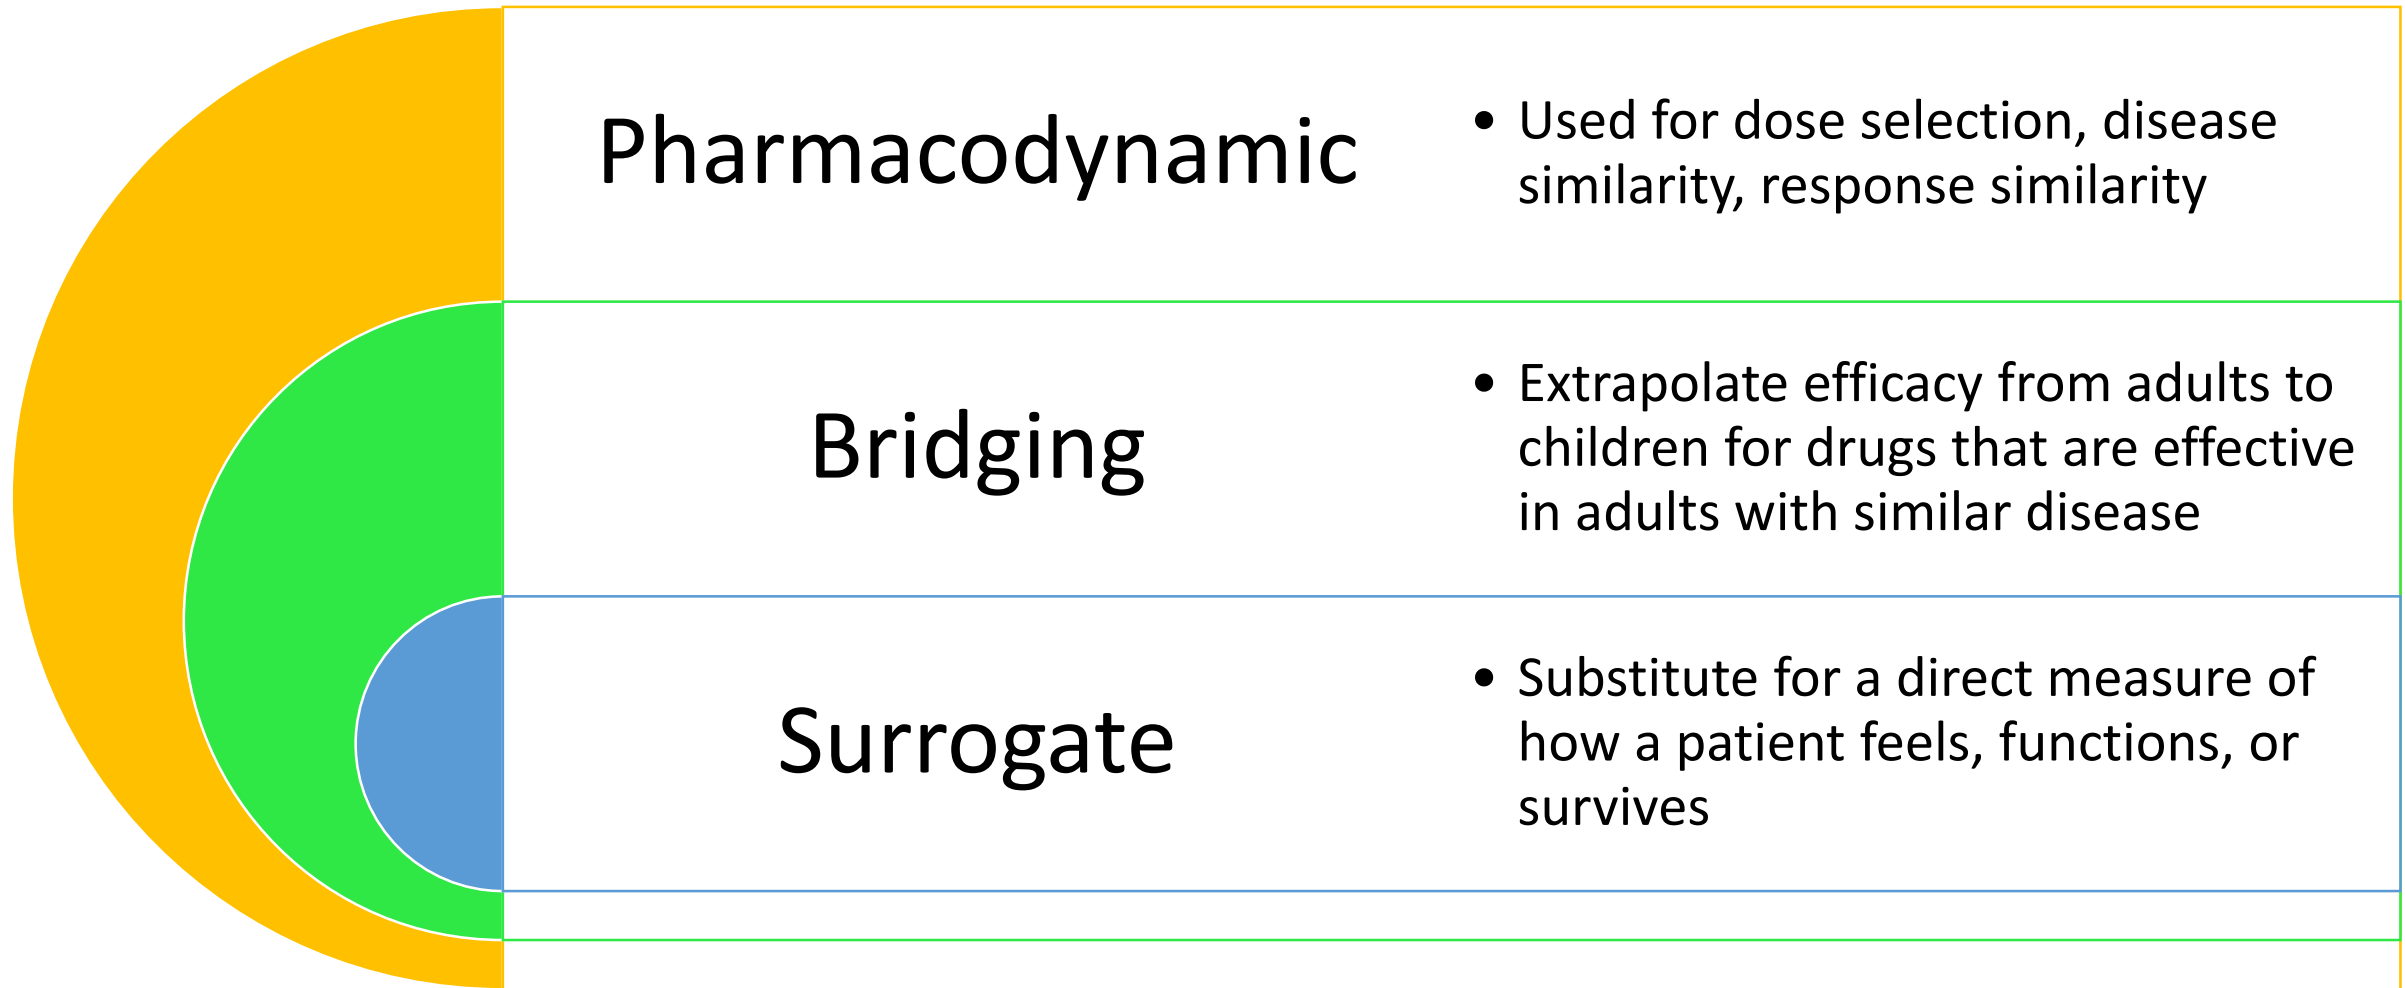 Pharmacodynamic
• Used for dose selection, disease
similarity, response similarity
Bridging
• Extrapolate efficacy from adults to
children for drugs that are effective
in adults with similar disease
Surrogate
• Substitute for a direct measure of
how a patient feels, functions, or
survives